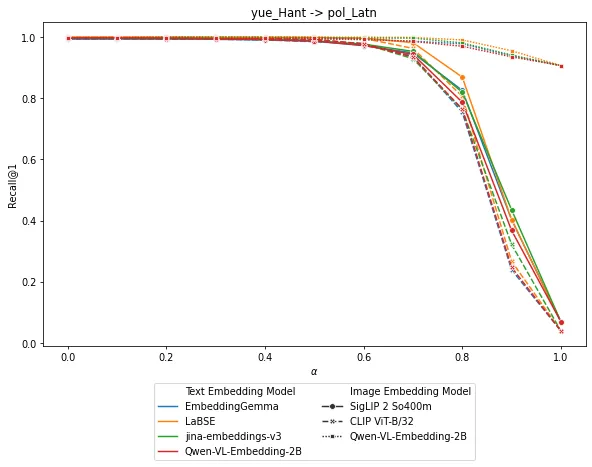 yue_Hant -> pol_Latn
Recall@1
1.0
0.8
0.6
0.4
0.2
0.0
0.0 0.2 0.4 0.6 0.8 1.0
α
Text Embedding Model
EmbeddingGemma
LaBSE
jina-embeddings-v3
Qwen-VL-Embedding-2B
Image Embedding Model
SigLIP 2 So400m
CLIP ViT-B/32
Qwen-VL-Embedding-2B